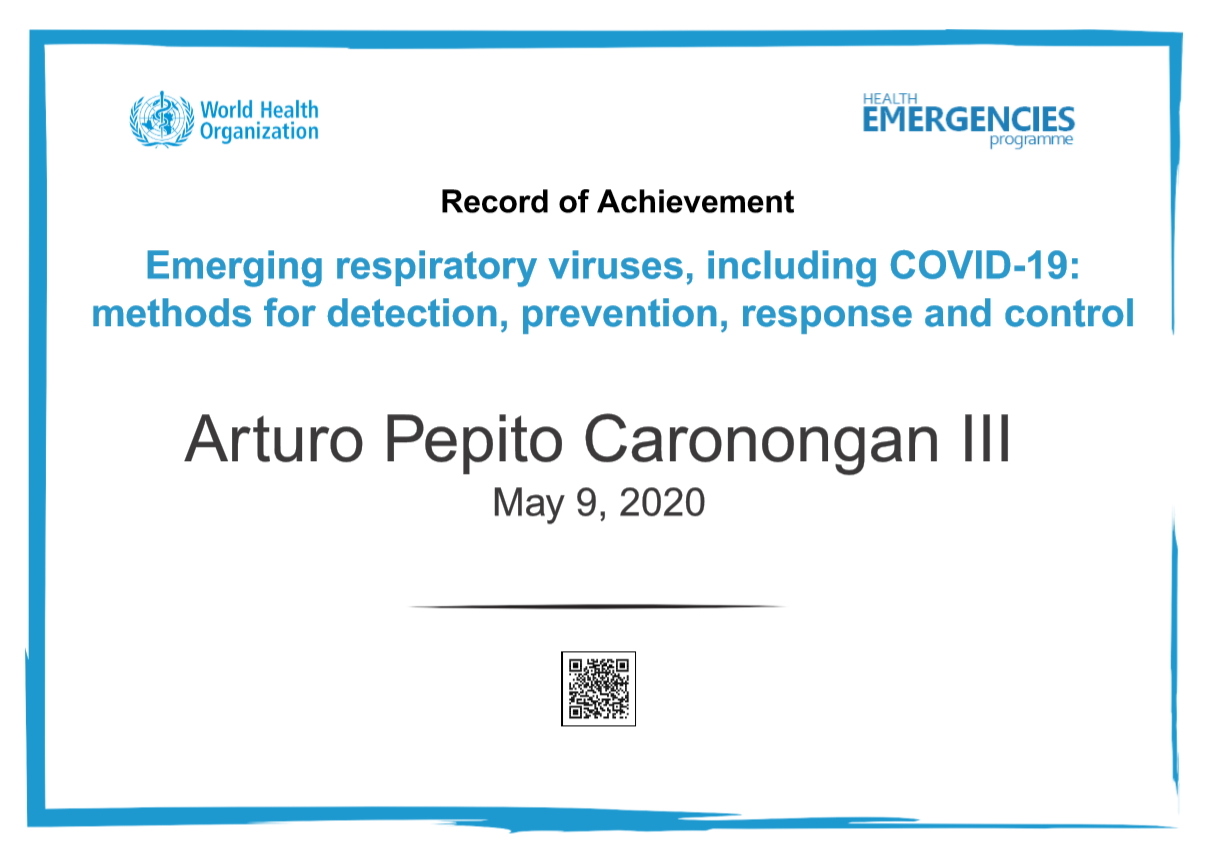 World Health
Organization
HEALTH
EMERGENCIES
programme
Record of Achievement
Emerging respiratory viruses, including COVID-19:
methods for detection, prevention, response and control
Arturo Pepito Caronongan III
May 9, 2020